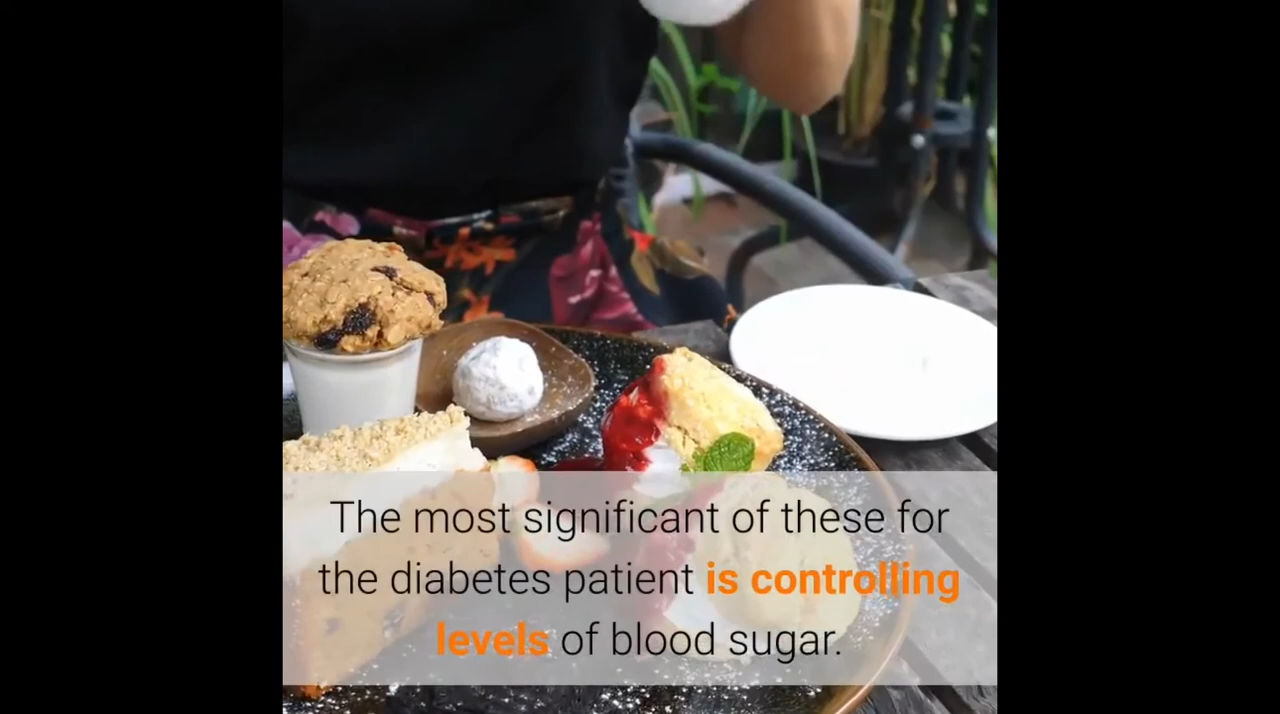 The most significant of these for
the diabetes patient is controlling
levels of blood sugar.